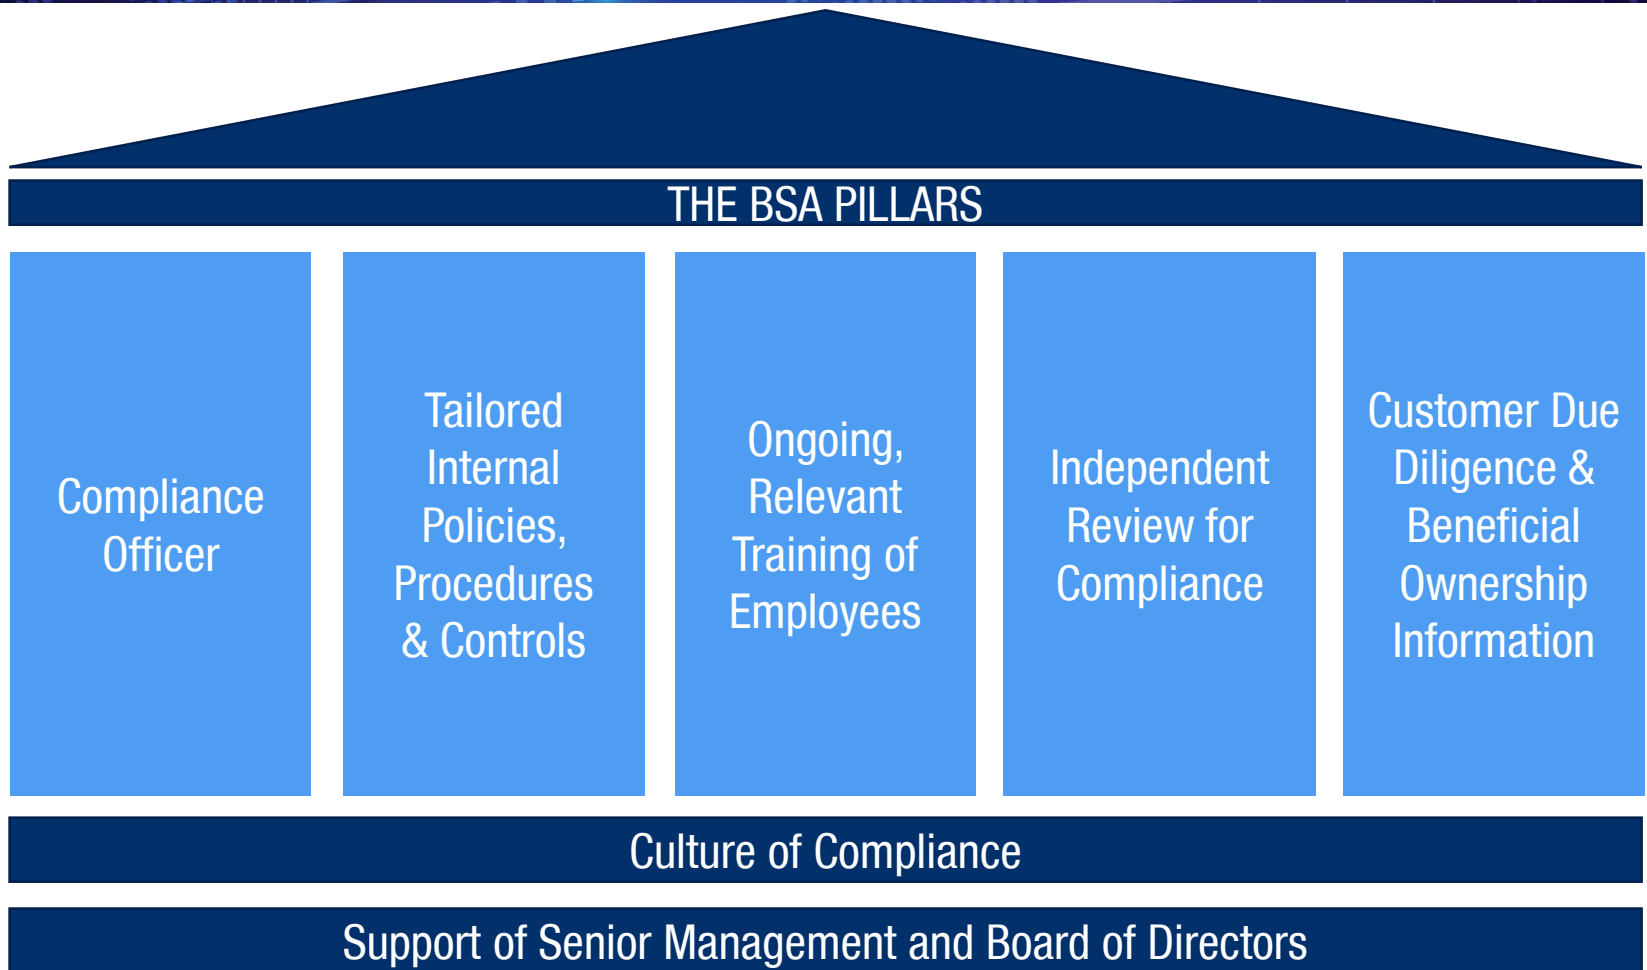 THE BSA PILLARS
Compliance
Officer
Tailored
Internal
Policies,
Procedures
& Controls
Ongoing,
Relevant
Training of
Employees
Independent
Review for
Compliance
Customer Due
Diligence &
Beneficial
Ownership
Information
Culture of Compliance
Support of Senior Management and Board of Directors